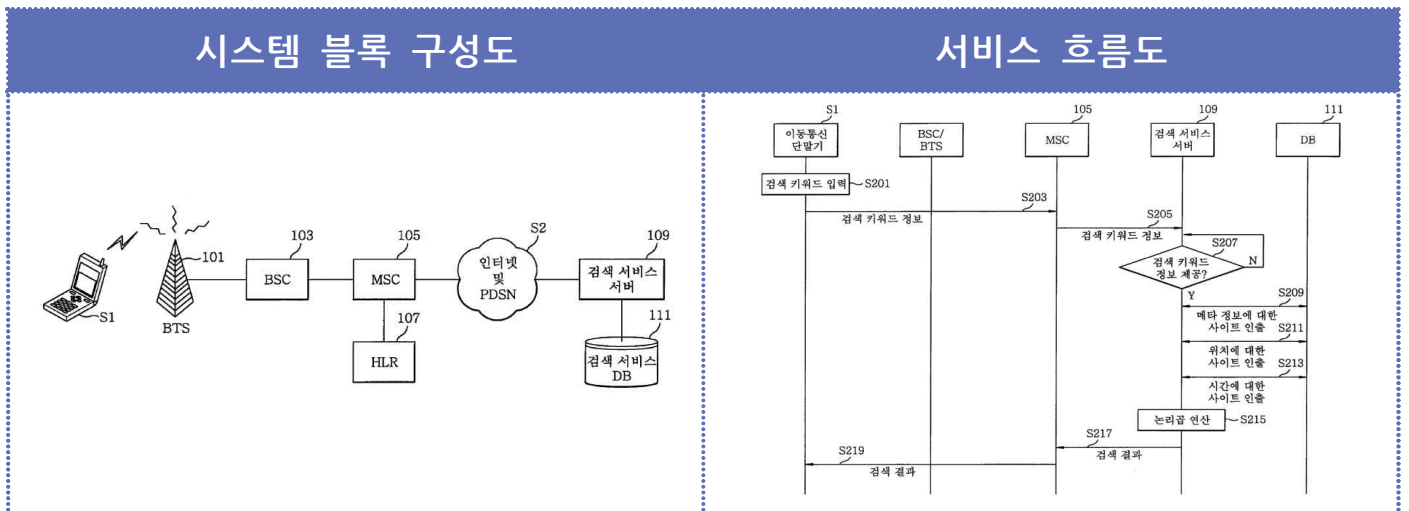 시스템 블록 구성도
서비스 흐름도
S1
BTS
101
103
BSC
105
MSC
107
HLR
S2
인터넷
및
PDSN
109
검색 서비스
서버
111
검색 서비스
DB
S1
이동통신
단말기
BSC/
BTS
105
MSC
109
검색 서비스
서버
111
DB
검색 키워드 입력
S201
S203
검색 키워드 정보
S205
검색 키워드 정보
S207
검색 키워드
정보 제공?
N
Y
S209
메타 정보에 대한
사이트 인출
S211
위치에 대한
사이트 인출
S213
시간에 대한
사이트 인출
논리곱 연산
S215
S217
검색 결과
S219
검색 결과